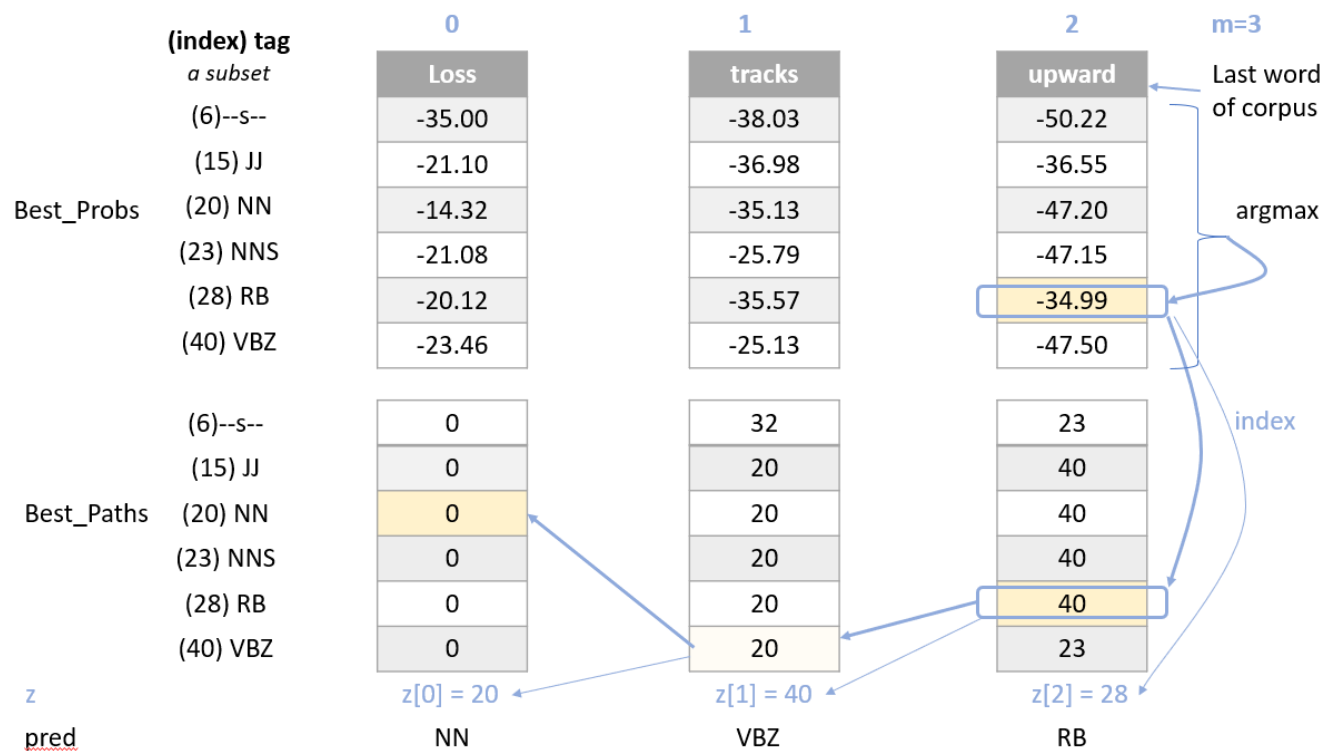 0 1 2 m=3
(index) tag
a subset Loss tracks upward Last word
of corpus
(6)--s-- -35.00 -38.03 -50.22
(15) JJ -21.10 -36.98 -36.55
Best_Probs (20) NN -14.32 -35.13 -47.20 argmax
(23) NNS -21.08 -25.79 -47.15
(28) RB -20.12 -35.57 -34.99
(40) VBZ -23.46 -25.13 -47.50
(6)--s-- 0 32 23 index
(15) JJ 0 20 40
Best_Paths (20) NN 0 20 40
(23) NNS 0 20 40
(28) RB 0 20 40
(40) VBZ 0 20 23
z z[0] = 20 z[1] = 40 z[2] = 28
pred NN VBZ RB